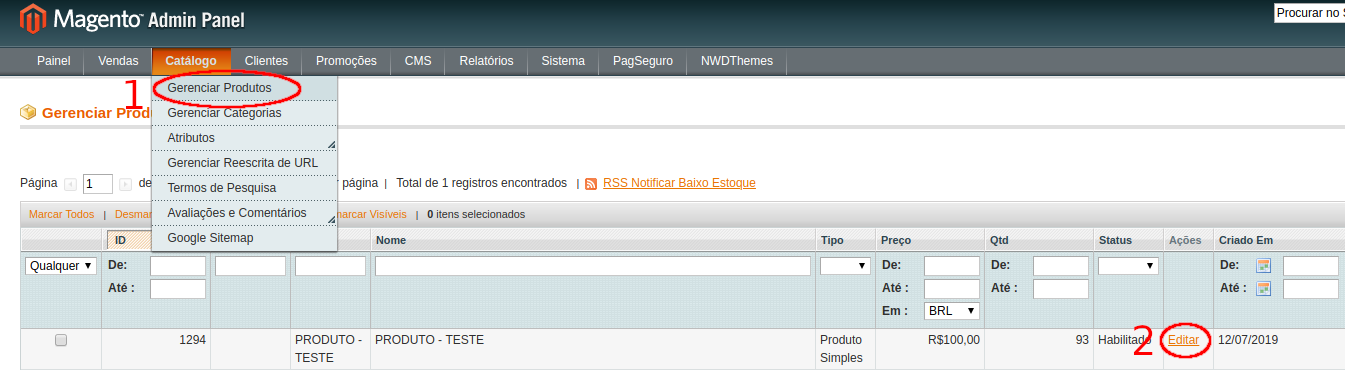 Magento Admin Panel
Procurar no S
Painel Vendas Catálogo Clientes Promoções CMS Relatórios Sistema PagSeguro NWDThemes
1
Gerenciar Produtos
Gerenciar Produ
Gerenciar Categorias
Atributos
Gerenciar Reescrita de URL
Página 1 de r página | Total de 1 registros encontrados | RSS Notificar Baixo Estoque
Termos de Pesquisa
Avaliações e Comentários
Marcar Todos | Desmar marcar Visíveis | 0 itens selecionados
Google Sitemap
ID Nome Tipo Preço Qtd Status Ações Criado Em
Qualquer De: De: De: De:
Até : Até : Até : Até :
Em : BRL
1294 PRODUTO - TESTE PRODUTO - TESTE Produto Simples R$100,00 93 Habilitado 2 Editar 12/07/2019